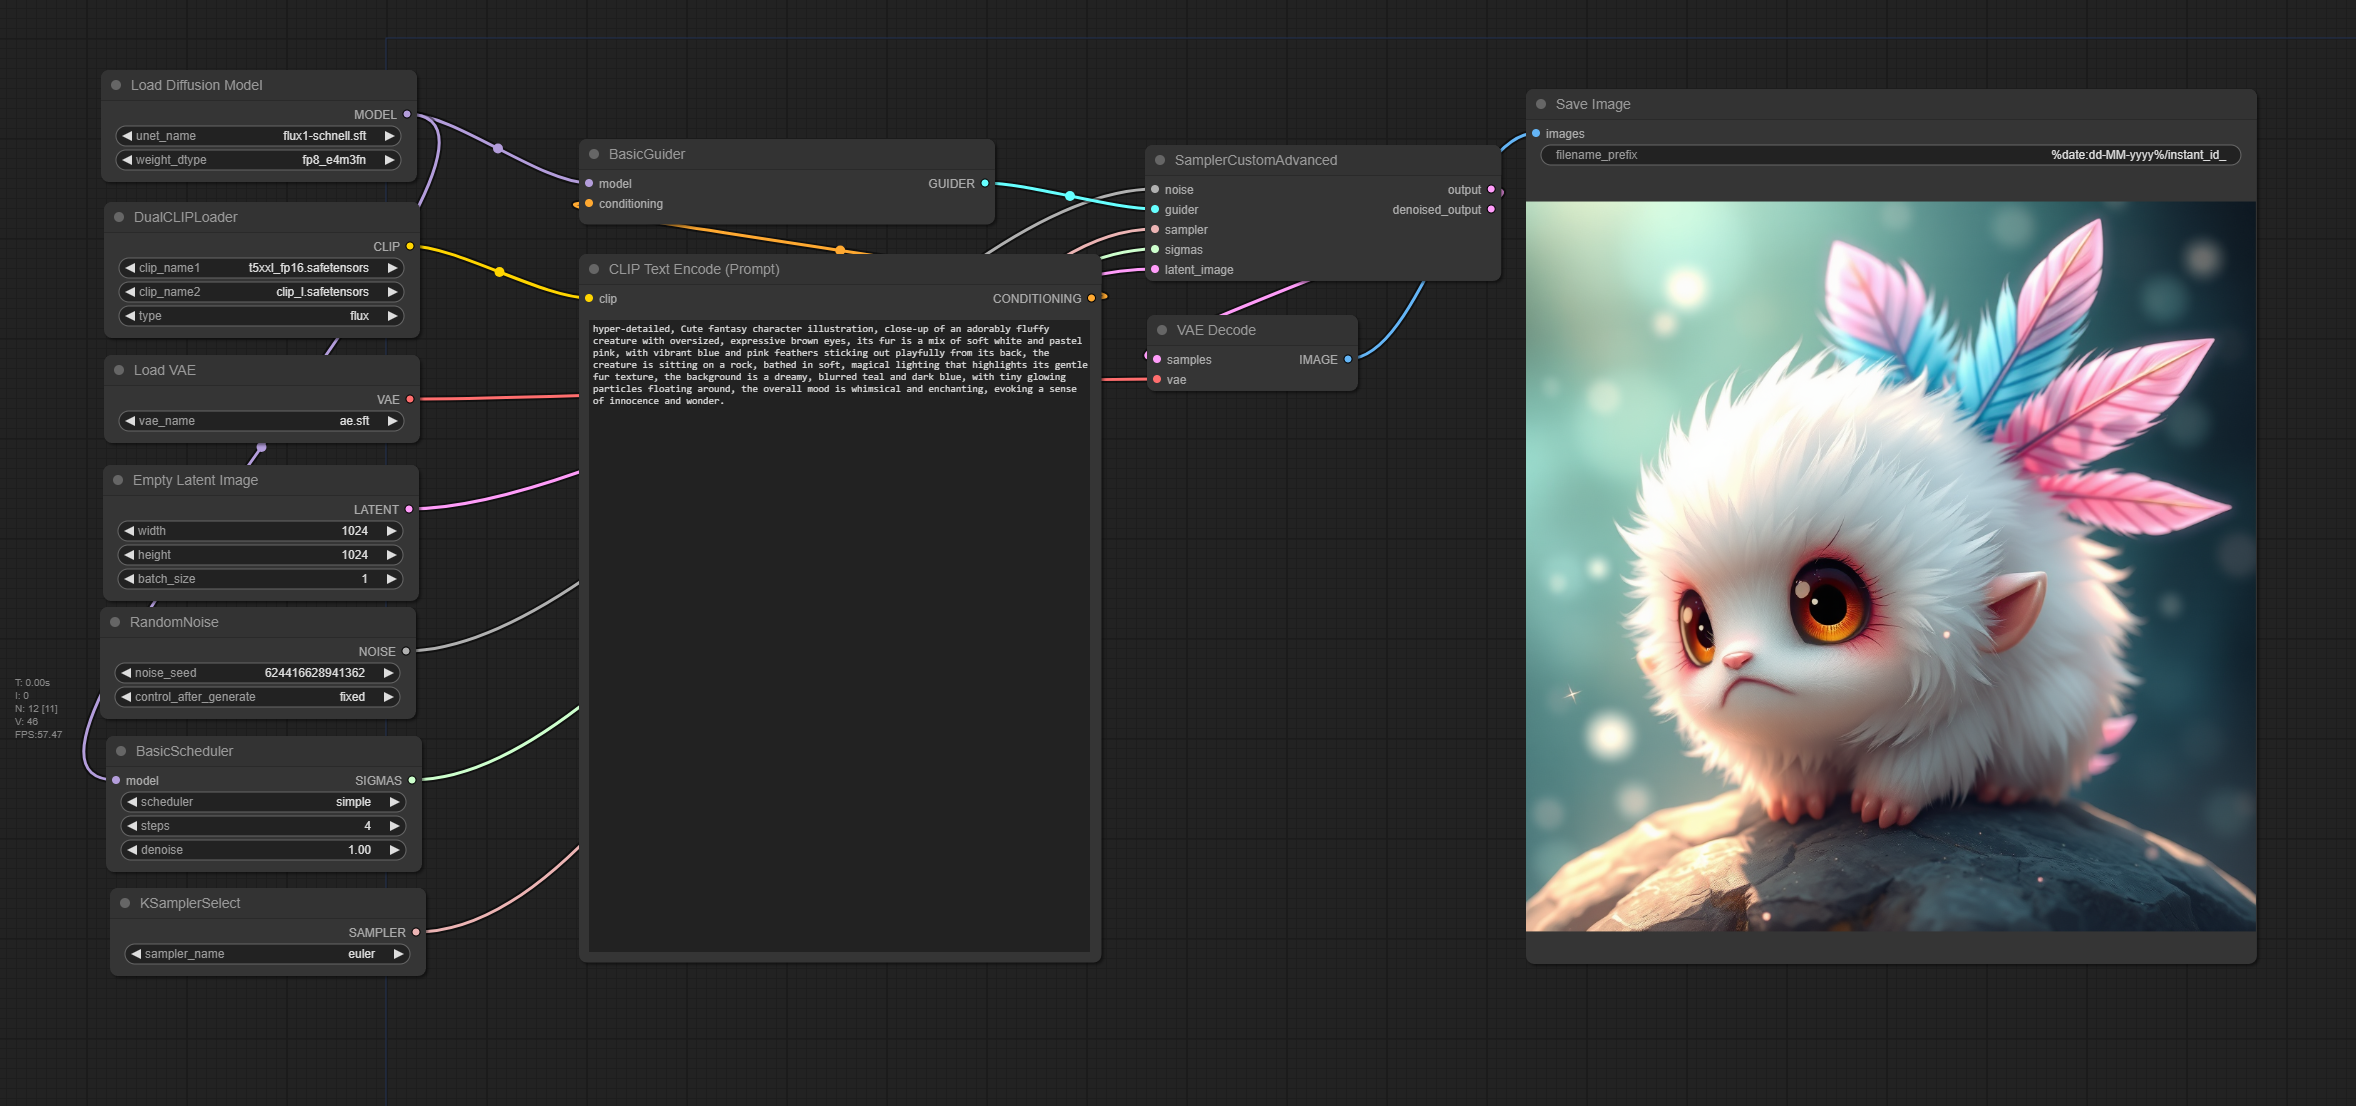 Load Diffusion Model
MODEL
unet_name flux1-schnell.sft
weight_dtype fp8_e4m3fn
DualCLIPLoader
CLIP
clip_name1 t5xxl_fp16.safetensors
clip_name2 clip_l.safetensors
type flux
Load VAE
VAE
vae_name ae.sft
Empty Latent Image
LATENT
width 1024
height 1024
batch_size 1
RandomNoise
NOISE
noise_seed 624416628941362
control_after_generate fixed
T: 0.00s
I: 0
N: 12 [11]
V: 46
FPS:57.47
BasicScheduler
model SIGMAS
scheduler simple
steps 4
denoise 1.00
KSamplerSelect
SAMPLER
sampler_name euler
BasicGuider
model GUIDER
conditioning
CLIP Text Encode (Prompt)
clip CONDITIONING
hyper-detailed, Cute fantasy character illustration, close-up of an adorably fluffy
creature with oversized, expressive brown eyes, its fur is a mix of soft white and pastel
pink, with vibrant blue and pink feathers sticking out playfully from its back, the
creature is sitting on a rock, bathed in soft, magical lighting that highlights its gentle
fur texture, the background is a dreamy, blurred teal and dark blue, with tiny glowing
particles floating around, the overall mood is whimsical and enchanting, evoking a sense
of innocence and wonder.
SamplerCustomAdvanced
noise output
guider denoised_output
sampler
sigmas
latent_image
VAE Decode
samples IMAGE
vae
Save Image
images
filename_prefix %date:dd-MM-yyyy%/instant_id_